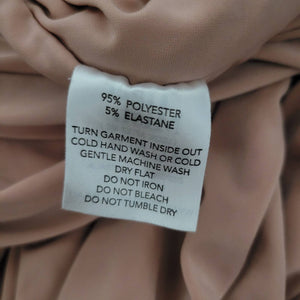 95% POLYESTER
5% ELASTANE
TURN GARMENT INSIDE OUT
COLD HAND WASH OR COLD
GENTLE MACHINE WASH
DRY FLAT
DO NOT IRON
DO NOT BLEACH
DO NOT TUMBLE DRY